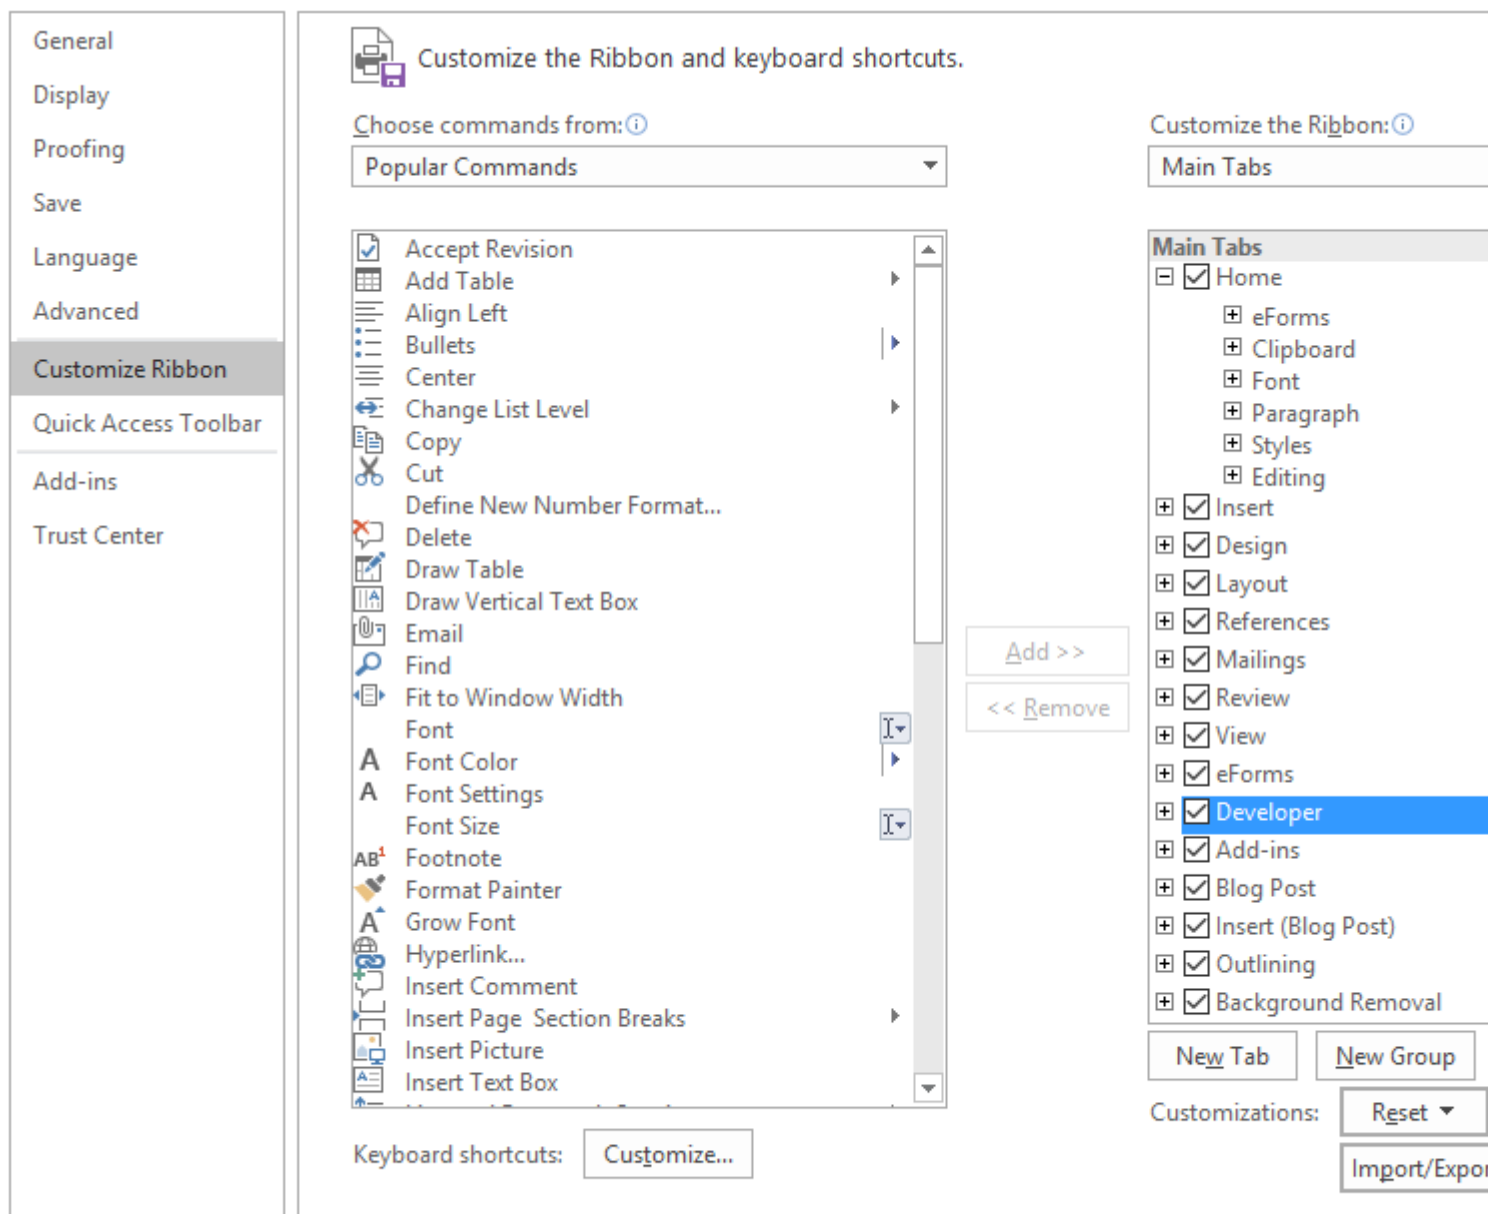 General
Display
Proofing
Save
Language
Advanced
Customize Ribbon
Quick Access Toolbar
Add-ins
Trust Center
Customize the Ribbon and keyboard shortcuts.
Choose commands from:
Popular Commands
Accept Revision
Add Table
Align Left
Bullets
Center
Change List Level
Copy
Cut
Define New Number Format...
Delete
Draw Table
Draw Vertical Text Box
Email
Find
Fit to Window Width
Font
Font Color
Font Settings
Font Size
Footnote
Format Painter
Grow Font
Hyperlink...
Insert Comment
Insert Page  Section Breaks
Insert Picture
Insert Text Box
Keyboard shortcuts: Customize...
Add >>
<< Remove
Customize the Ribbon:
Main Tabs
Main Tabs
Home
eForms
Clipboard
Font
Paragraph
Styles
Editing
Insert
Design
Layout
References
Mailings
Review
View
eForms
Developer
Add-ins
Blog Post
Insert (Blog Post)
Outlining
Background Removal
New Tab New Group
Customizations: Reset
Import/Expor